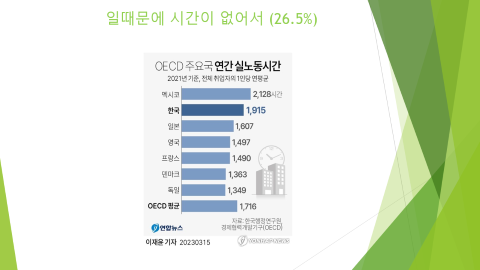 일때문에 시간이 없어서 (26.5%)
OECD 주요국 연간 실노동시간
2021년 기준, 전체 취업자의 1인당 연평균
멕시코 2,128시간
한국 1,915
일본 1,607
영국 1,497
프랑스 1,490
덴마크 1,363
독일 1,349
OECD 평균 1,716
자료: 한국행정연구원,
경제협력개발기구(OECD)
연합뉴스
이재윤 기자 20230315
YONHAP NEWS